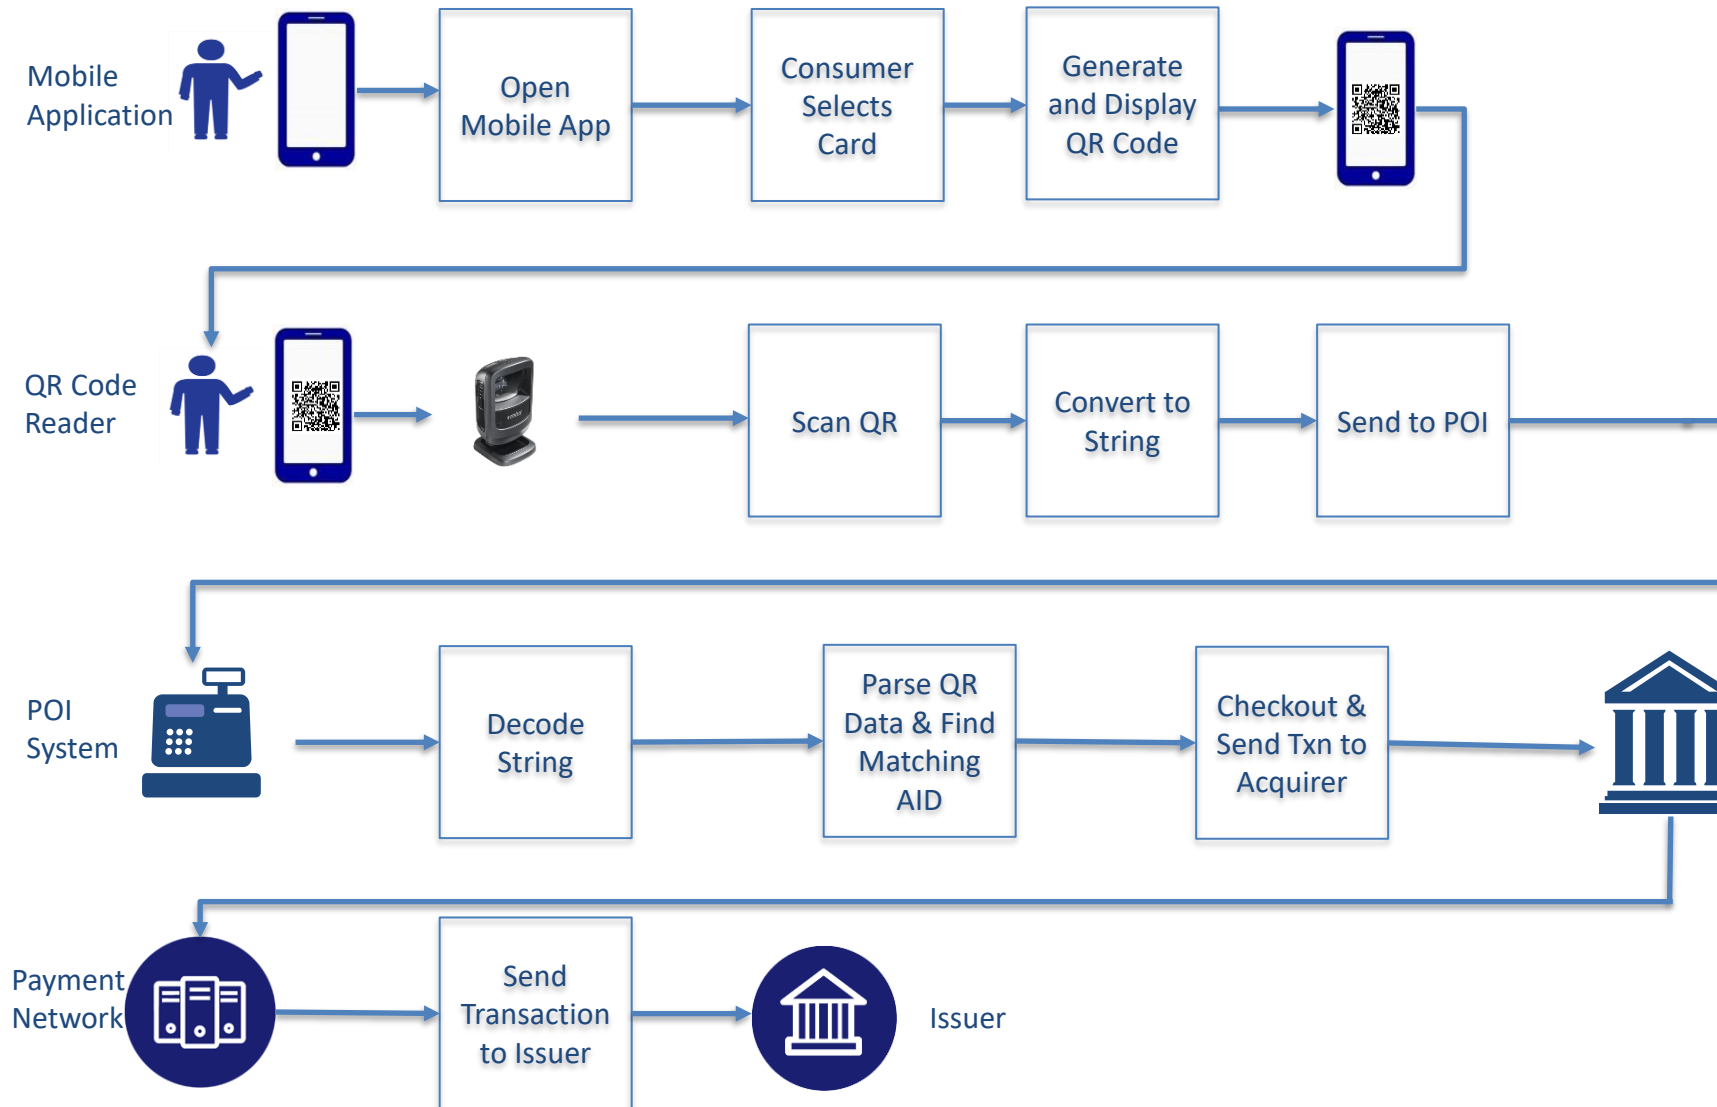 Mobile
Application
Open
Mobile App
Consumer
Selects
Card
Generate
and Display
QR Code
QR Code
Reader
Scan QR
Convert to
String
Send to POI
POI
System
Decode
String
Parse QR
Data & Find
Matching
AID
Checkout &
Send Txn to
Acquirer
Payment
Network
Send
Transaction
to Issuer
Issuer